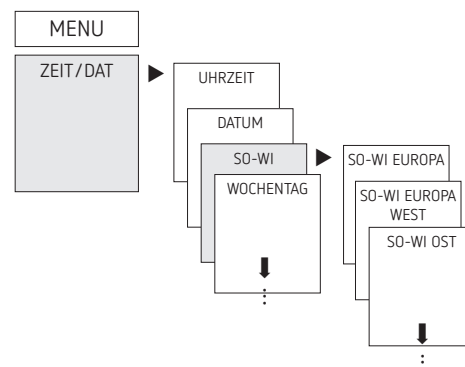 MENU
ZEIT/DAT
UHRZEIT
DATUM
SO-WI
WOCHENTAG
SO-WI EUROPA
SO-WI EUROPA
WEST
SO-WI OST